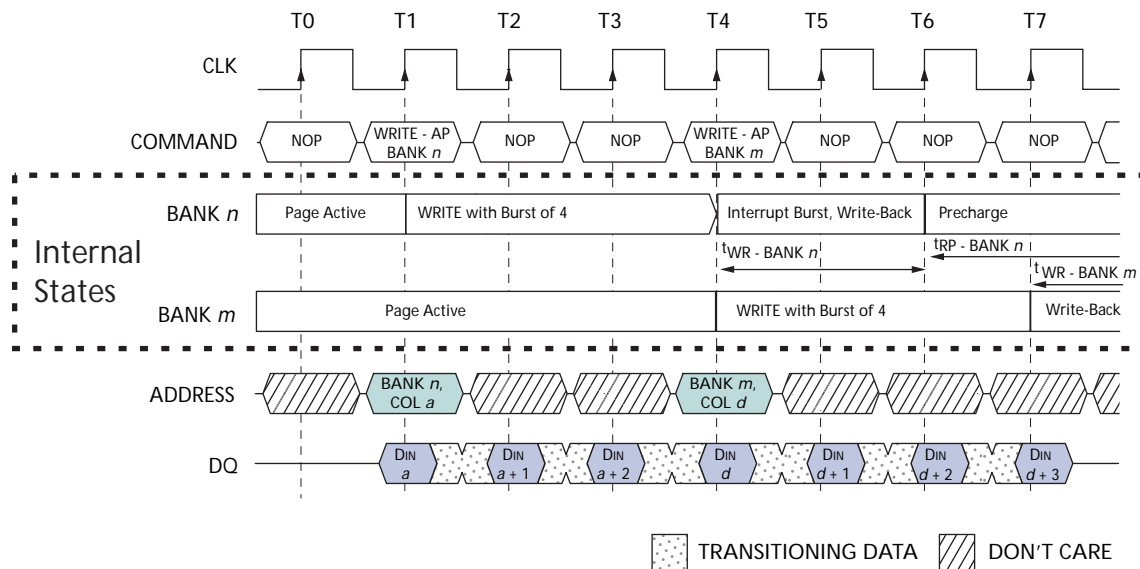 T0 T1 T2 T3 T4 T5 T6 T7
CLK
COMMAND
NOP
WRITE - AP
BANK n
NOP
NOP
WRITE - AP
BANK m
NOP
NOP
NOP
Internal
States
BANK n
Page Active
WRITE with Burst of 4
Interrupt Burst, Write-Back
Precharge
tWR - BANK n
tRP - BANK n
tWR - BANK m
BANK m
Page Active
WRITE with Burst of 4
Write-Back
ADDRESS
BANK n,
COL a
BANK m,
COL d
DQ
DIN
a
DIN
a + 1
DIN
a + 2
DIN
d
DIN
d + 1
DIN
d + 2
DIN
d + 3
TRANSITIONING DATA
DON'T CARE